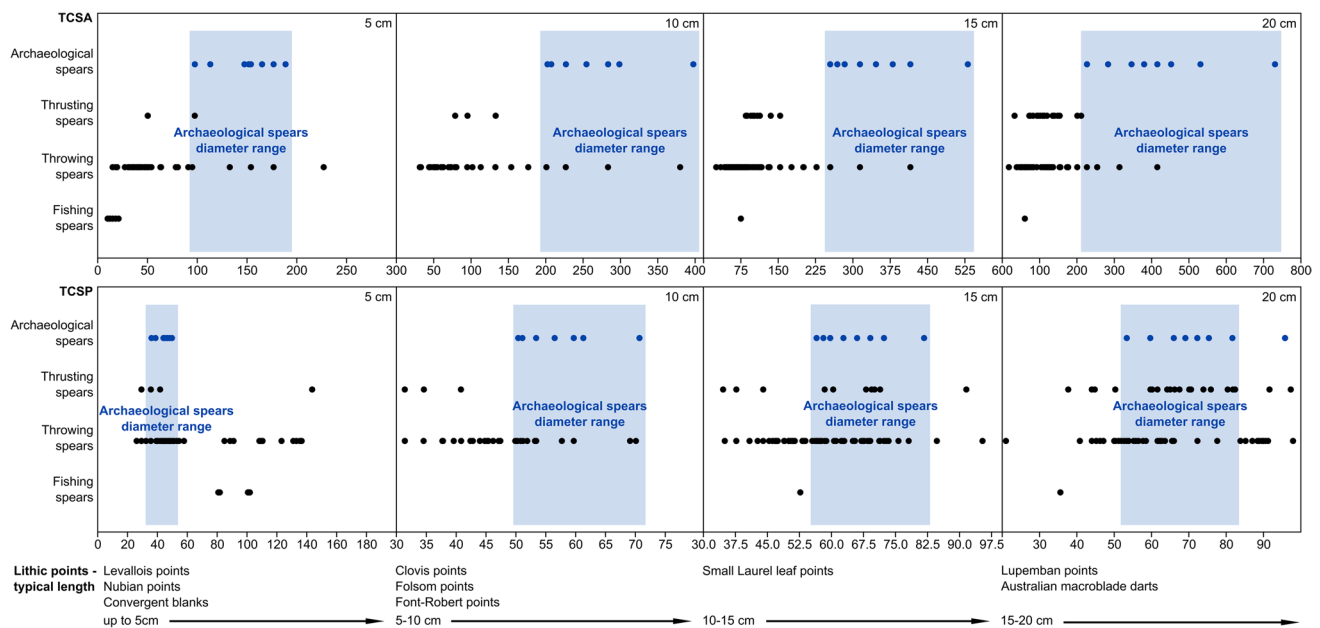 TCSA
5 cm
10 cm
15 cm
20 cm
Archaeological
spears
Thrusting
spears
Throwing
spears
Fishing
spears
Archaeological spears
diameter range
Archaeological spears
diameter range
Archaeological spears
diameter range
Archaeological spears
diameter range
0 50 100 150 200 250 300 50 100 150 200 250 300 400 75 150 225 300 375 450 525 600 100 200 300 400 500 600 700 800
TCSP
5 cm
10 cm
15 cm
20 cm
Archaeological
spears
Thrusting
spears
Throwing
spears
Fishing
spears
Archaeological spears
diameter range
Archaeological spears
diameter range
Archaeological spears
diameter range
Archaeological spears
diameter range
0 20 40 60 80 100 120 140 160 180 30 35 40 45 50 55 60 65 70 75 30.0 37.5 45.0 52.5 60.0 67.5 75.0 82.5 90.0 97.5 30 40 50 60 70 80 90
Lithic points - Levallois points Clovis points Small Laurel leaf points Lupemban points
typical length Nubian points Folsom points Australian macroblade darts
Convergent blanks Font-Robert points
up to 5cm 5-10 cm 10-15 cm 15-20 cm